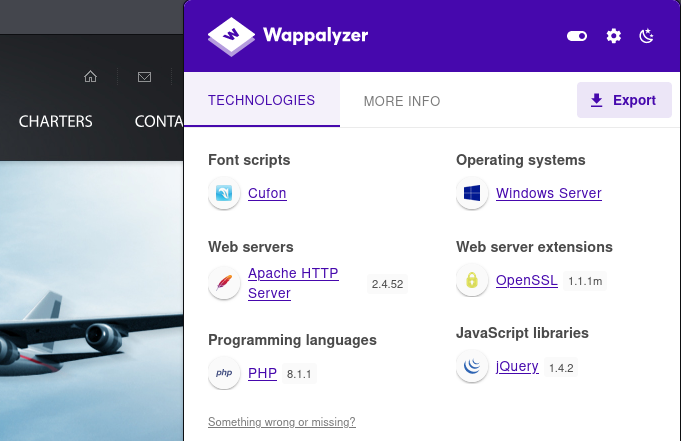 Wappalyzer
CHARTERS
CONTA
TECHNOLOGIES
MORE INFO
Export
Font scripts
Cufon
Operating systems
Windows Server
Web servers
Apache HTTP
Server
2.4.52
Web server extensions
OpenSSL
1.1.1m
Programming languages
php
PHP
8.1.1
JavaScript libraries
jQuery
1.4.2
Something wrong or missing?